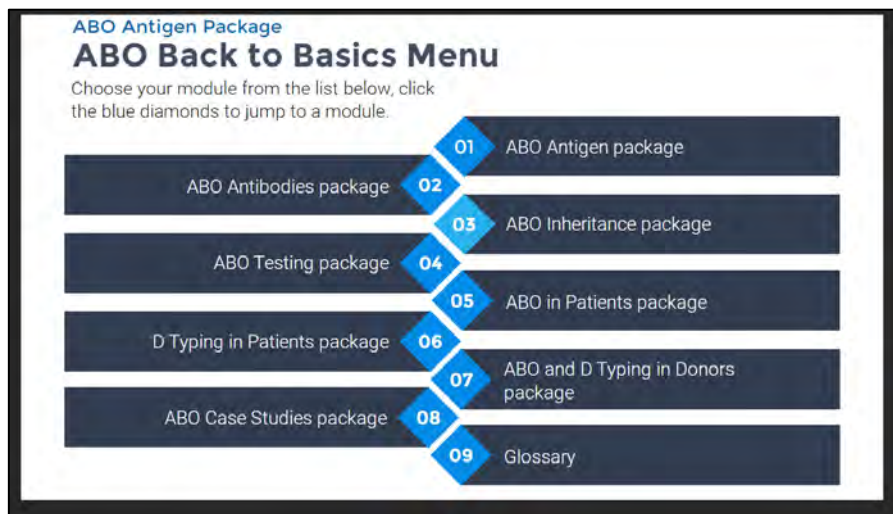 ABO Antigen Package
ABO Back to Basics Menu
Choose your module from the list below, click
the blue diamonds to jump to a module.
01 ABO Antigen package
ABO Antibodies package 02
03 ABO Inheritance package
ABO Testing package 04
05 ABO in Patients package
D Typing in Patients package 06
07 ABO and D Typing in Donors
package
ABO Case Studies package 08
09 Glossary